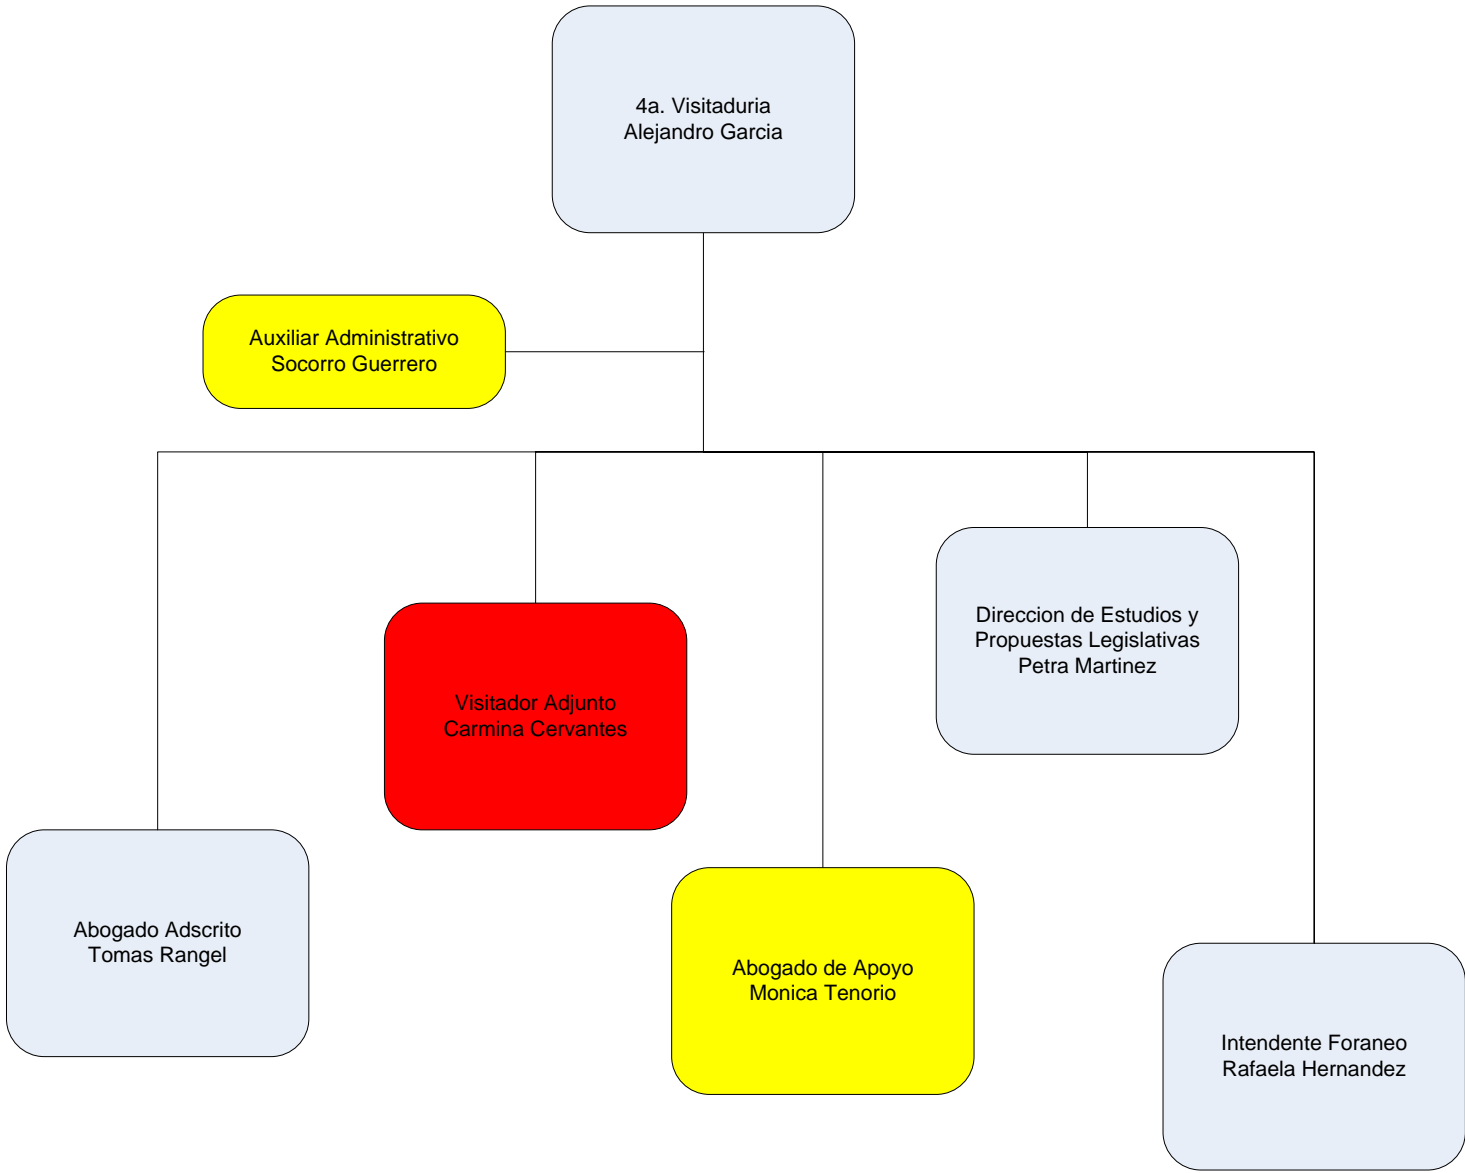 4a. Visitaduria
Alejandro Garcia
Auxiliar Administrativo
Socorro Guerrero
Direccion de Estudios y
Propuestas Legislativas
Petra Martinez
Visitador Adjunto
Carmina Cervantes
Abogado Adscrito
Tomas Rangel
Abogado de Apoyo
Monica Tenorio
Intendente Foraneo
Rafaela Hernandez